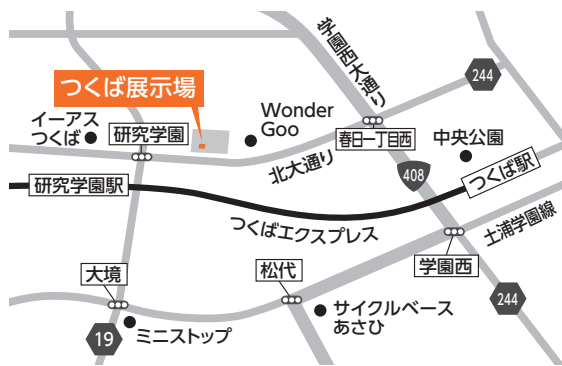 学園西大通り
244
つくば展示場
イーアス
つくば
研究学園
Wonder
Goo
春日一丁目西
中央公園
北大通り
408
つくば駅
研究学園駅
つくばエクスプレス
土浦学園線
大境
松代
学園西
サイクルベース
あさひ
244
19
ミニストップ